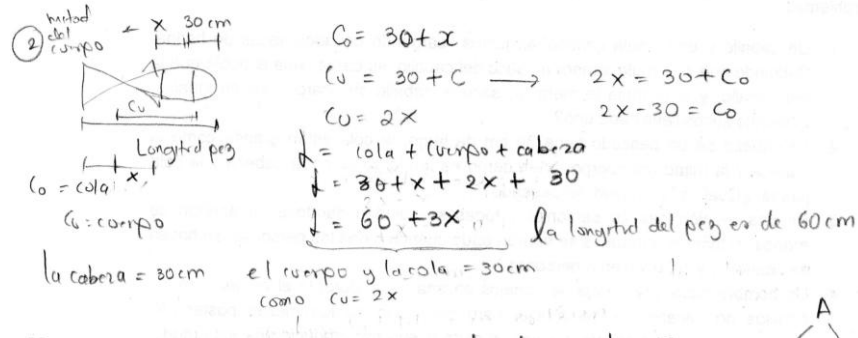 2) mitad del cuerpo
x 30 cm
Cu
Longitud pez
x
Co = cola
Cu: cuerpo
Co = 30 + x
Cu = 30 + C → 2x = 30 + Co
Cu = 2x 2x - 30 = Co
L = cola + cuerpo + cabeza
L = 30 + x + 2x + 30
L = 60 + 3x la longitud del pez es de 60 cm
la cabeza = 30 cm el cuerpo y la cola = 30 cm
como Cu = 2x
A